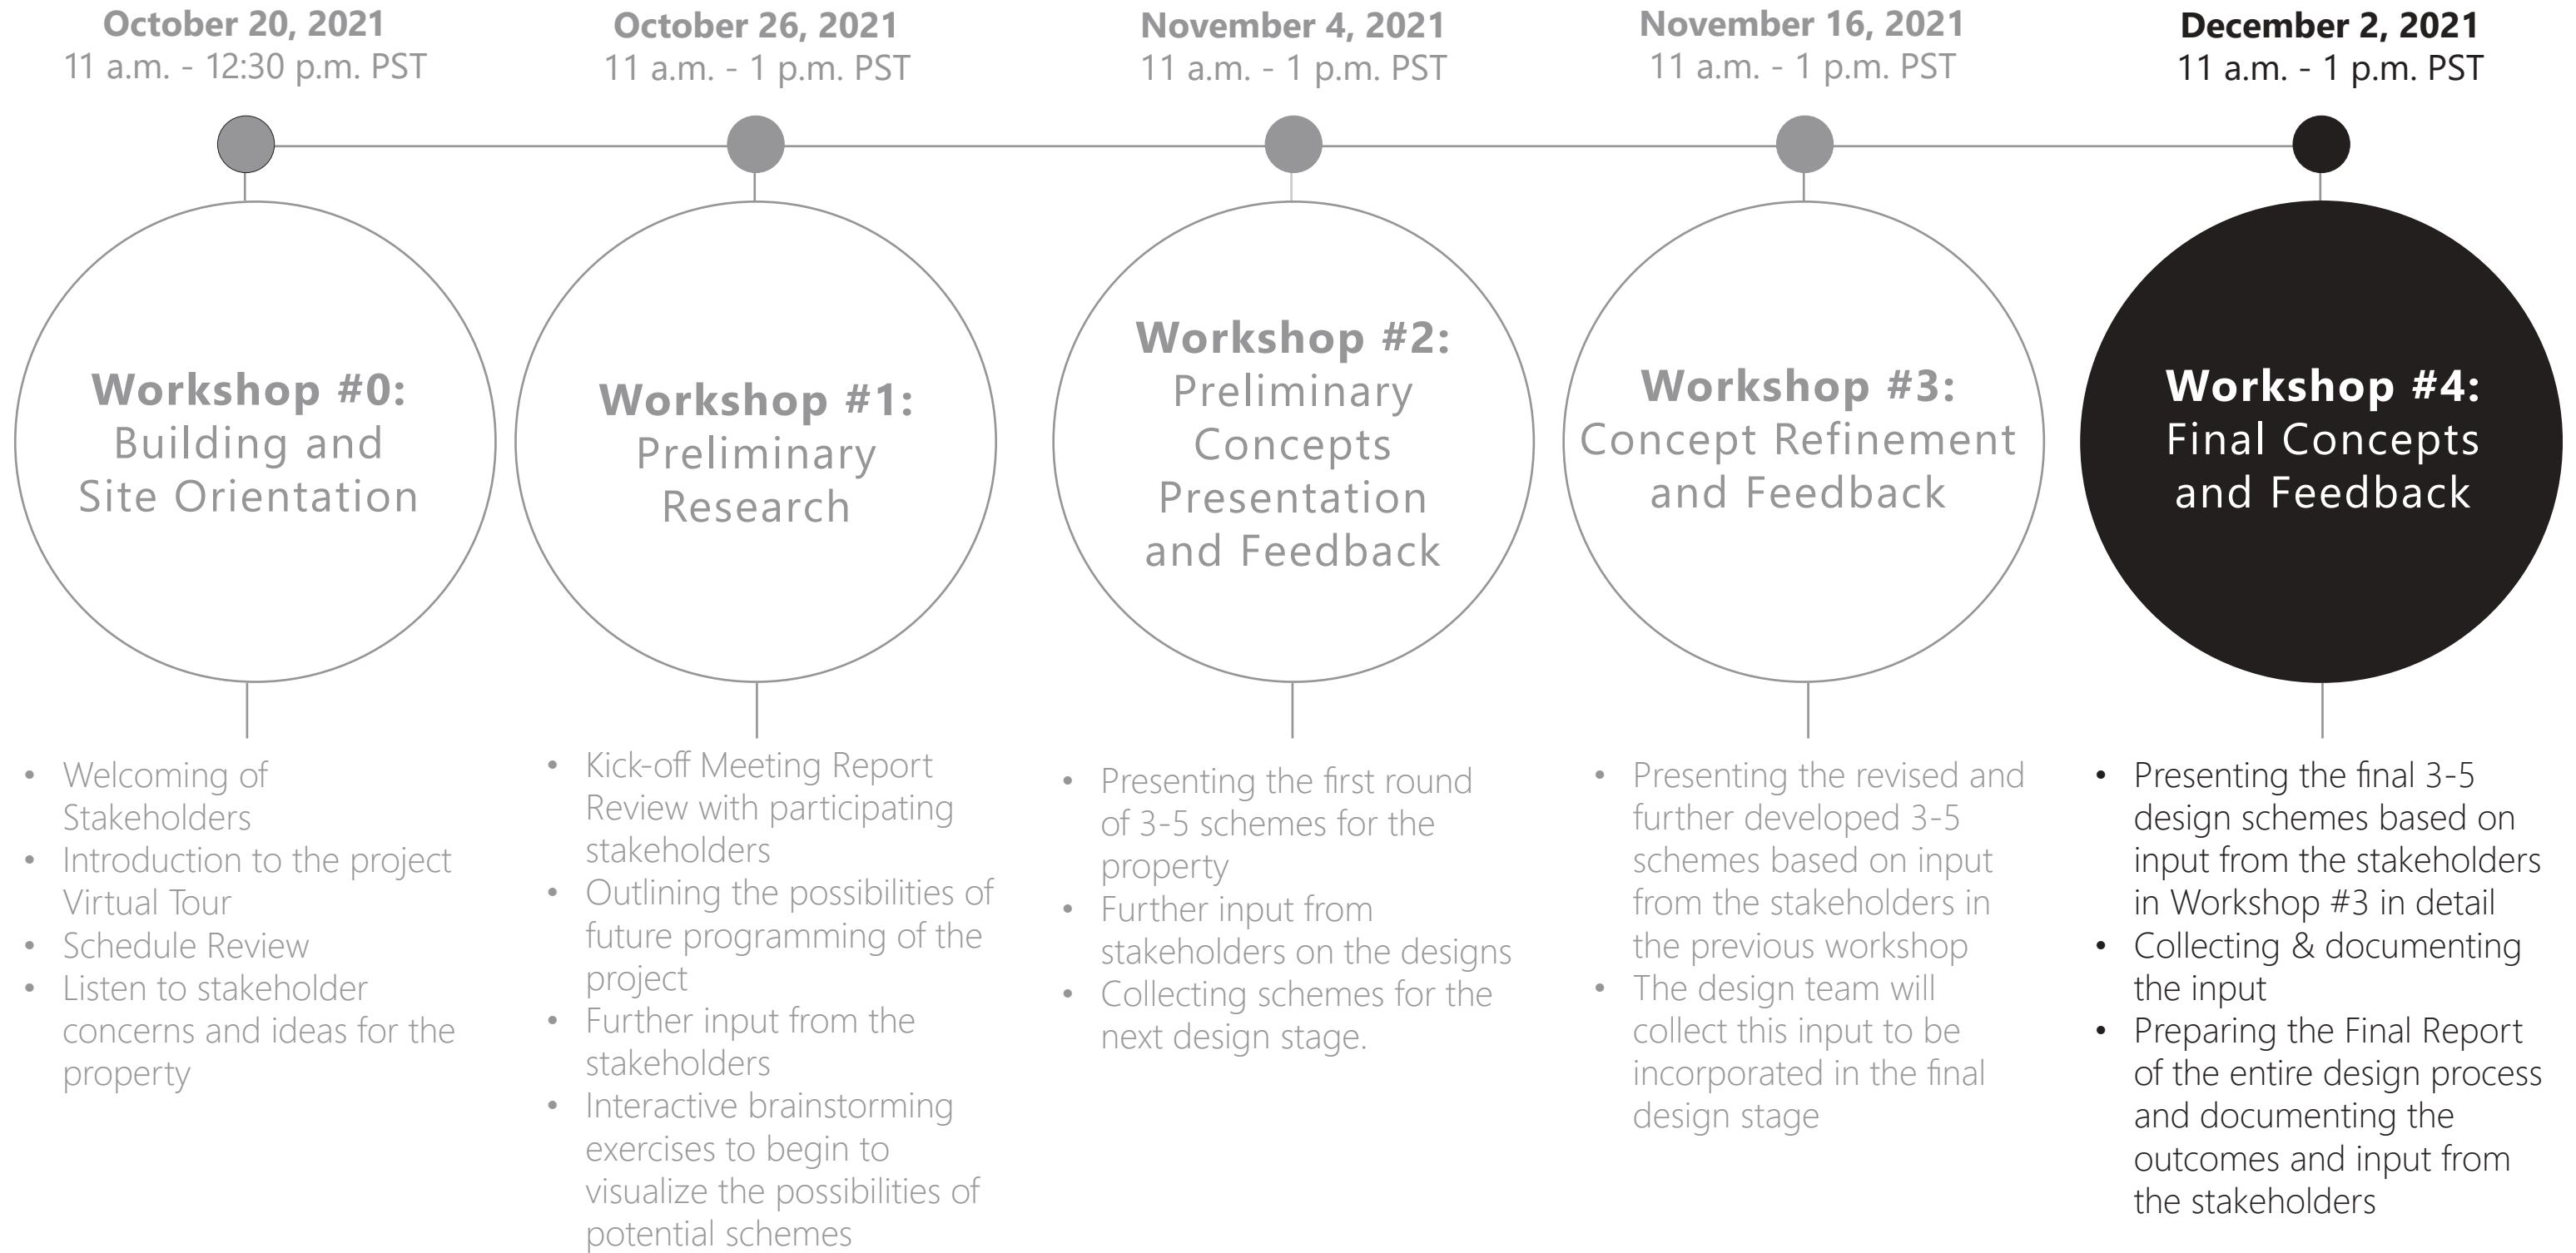 October 20, 2021
11 a.m. - 12:30 p.m. PST
Workshop #0:
Building and
Site Orientation
• Welcoming of
Stakeholders
• Introduction to the project
Virtual Tour
• Schedule Review
• Listen to stakeholder
concerns and ideas for the
property
October 26, 2021
11 a.m. - 1 p.m. PST
Workshop #1:
Preliminary
Research
• Kick-off Meeting Report
Review with participating
stakeholders
• Outlining the possibilities of
future programming of the
project
• Further input from the
stakeholders
• Interactive brainstorming
exercises to begin to
visualize the possibilities of
potential schemes
November 4, 2021
11 a.m. - 1 p.m. PST
Workshop #2:
Preliminary
Concepts
Presentation
and Feedback
• Presenting the first round
of 3-5 schemes for the
property
• Further input from
stakeholders on the designs
• Collecting schemes for the
next design stage.
November 16, 2021
11 a.m. - 1 p.m. PST
Workshop #3:
Concept Refinement
and Feedback
• Presenting the revised and
further developed 3-5
schemes based on input
from the stakeholders in
the previous workshop
• The design team will
collect this input to be
incorporated in the final
design stage
December 2, 2021
11 a.m. - 1 p.m. PST
Workshop #4:
Final Concepts
and Feedback
• Presenting the final 3-5
design schemes based on
input from the stakeholders
in Workshop #3 in detail
• Collecting & documenting
the input
• Preparing the Final Report
of the entire design process
and documenting the
outcomes and input from
the stakeholders